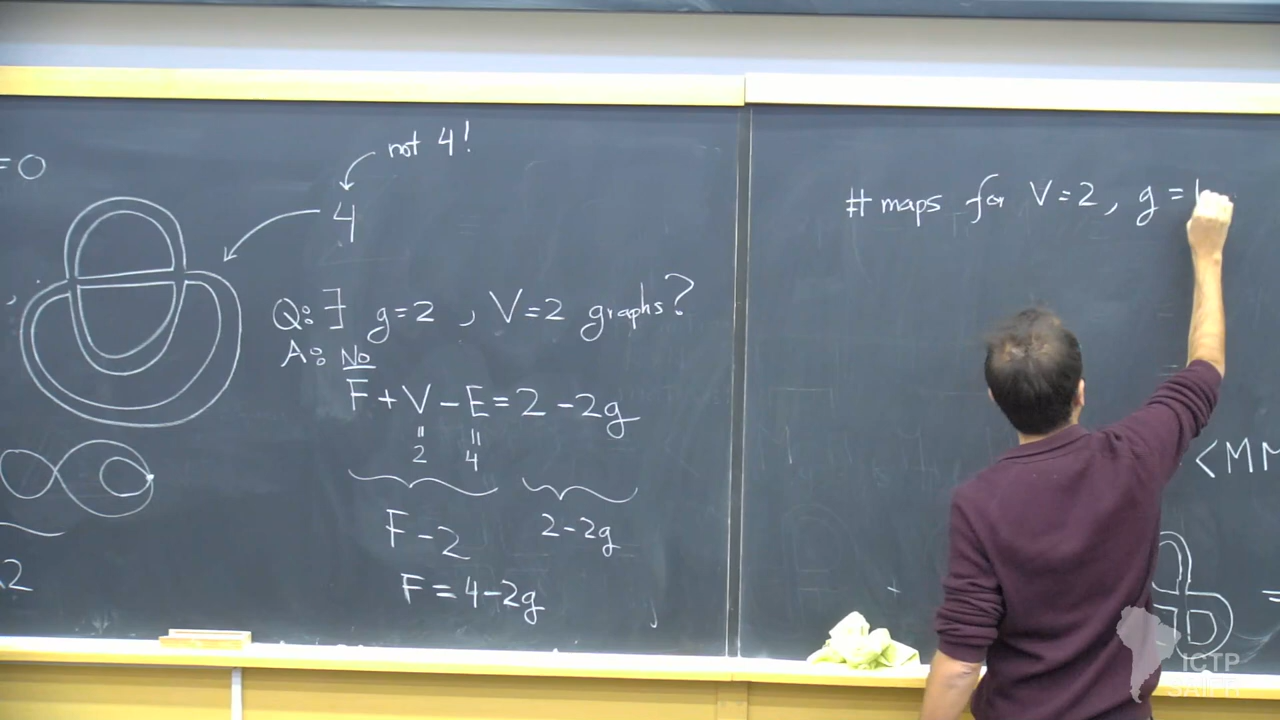 =0
not 4!
4
Q: ∃ g=2, V=2 graphs?
A: No
F+V-E=2-2g
"
2
"
4
F-2
2-2g
F=4-2g
2
# maps for V=2, g=
<MM
=
ICTP
SAIFR